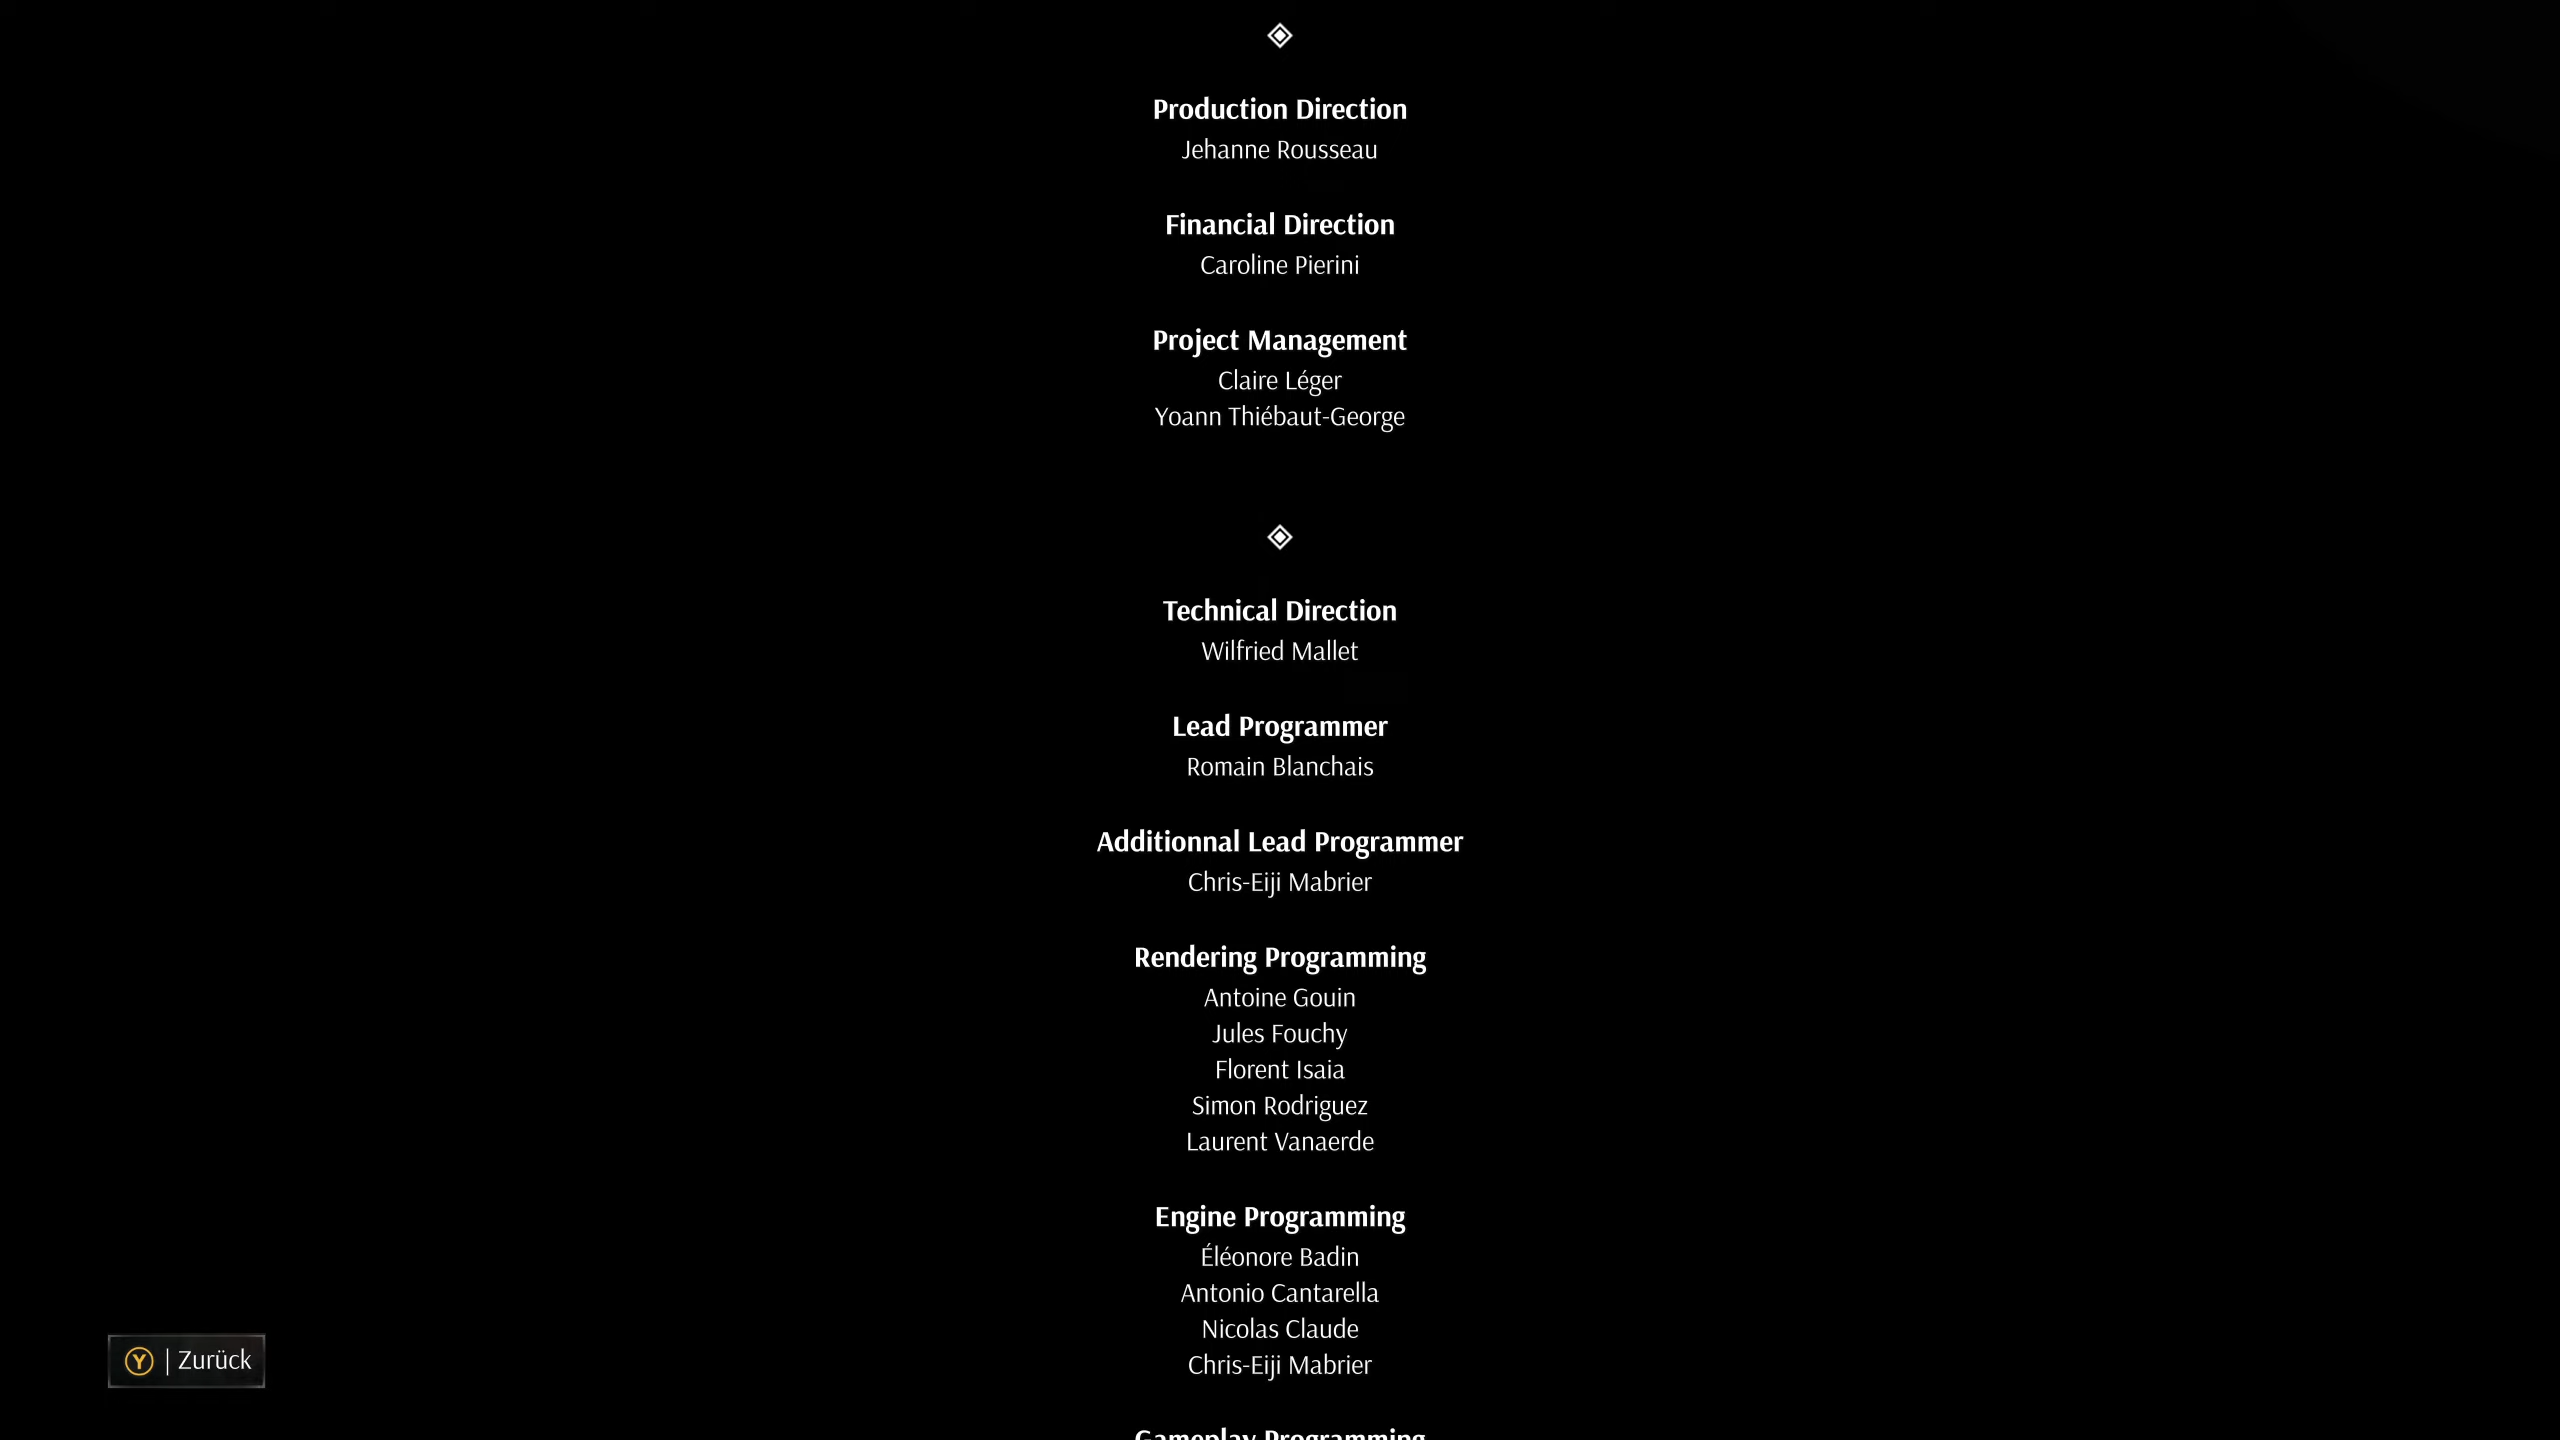 Production Direction
Jehanne Rousseau
Financial Direction
Caroline Pierini
Project Management
Claire Léger
Yoann Thiébaut-George
Technical Direction
Wilfried Mallet
Lead Programmer
Romain Blanchais
Additionnal Lead Programmer
Chris-Eiji Mabrier
Rendering Programming
Antoine Gouin
Jules Fouchy
Florent Isaia
Simon Rodriguez
Laurent Vanaerde
Engine Programming
Éléonore Badin
Antonio Cantarella
Nicolas Claude
Chris-Eiji Mabrier
Gameplay Programming
Y | Zurück